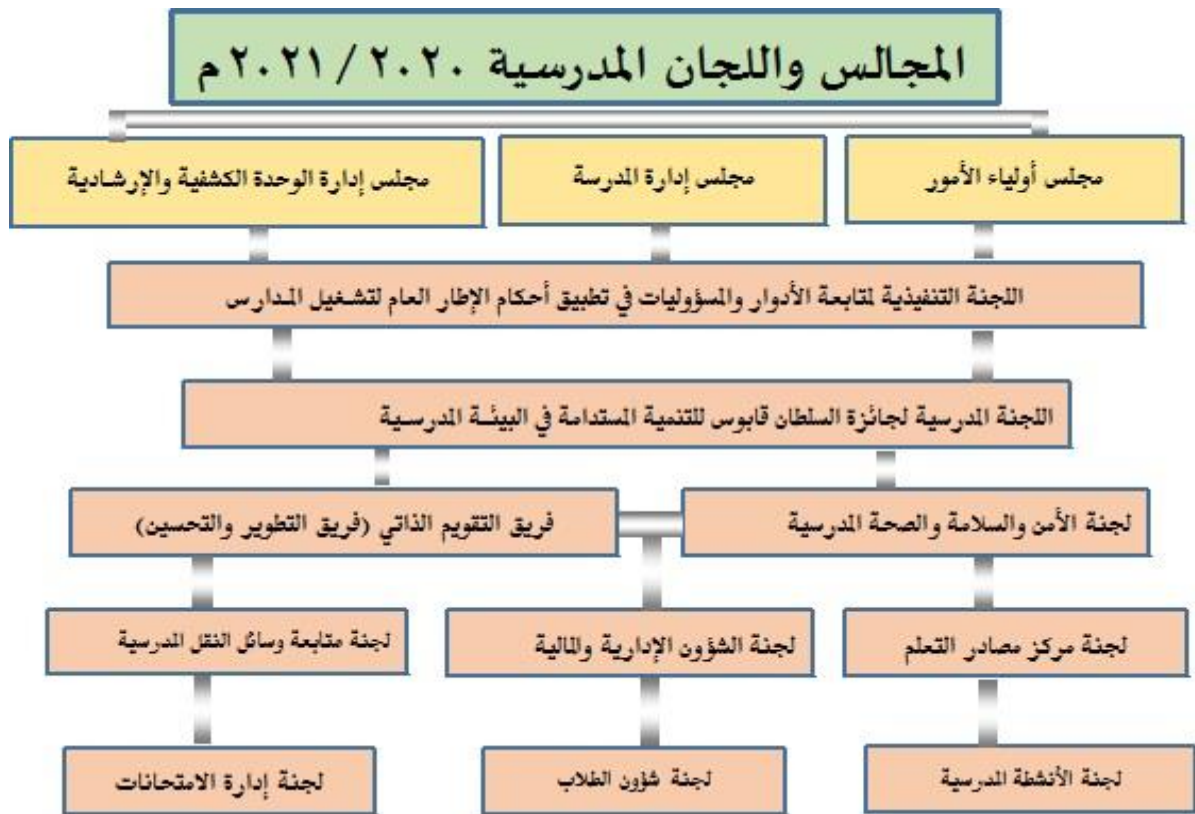 المجالس واللجان المدرسية ٢٠٢٠ / ٢٠٢١ م
مجلس أولياء الأمور
مجلس إدارة المدرسة
مجلس إدارة الوحدة الكشفية والإرشادية
اللجنة التنفيذية لمتابعة الأدوار والمسؤوليات في تطبيق أحكام الإطار العام لتشغيل المدارس
اللجنة المدرسية لجائزة السلطان قابوس للتنمية المستدامة في البيئة المدرسية
لجنة الأمن والسلامة والصحة المدرسية
فريق التقويم الذاتي (فريق التطوير والتحسين)
لجنة مركز مصادر التعلم
لجنة الشؤون الإدارية والمالية
لجنة متابعة وسائل النقل المدرسية
لجنة الأنشطة المدرسية
لجنة شؤون الطلاب
لجنة إدارة الامتحانات